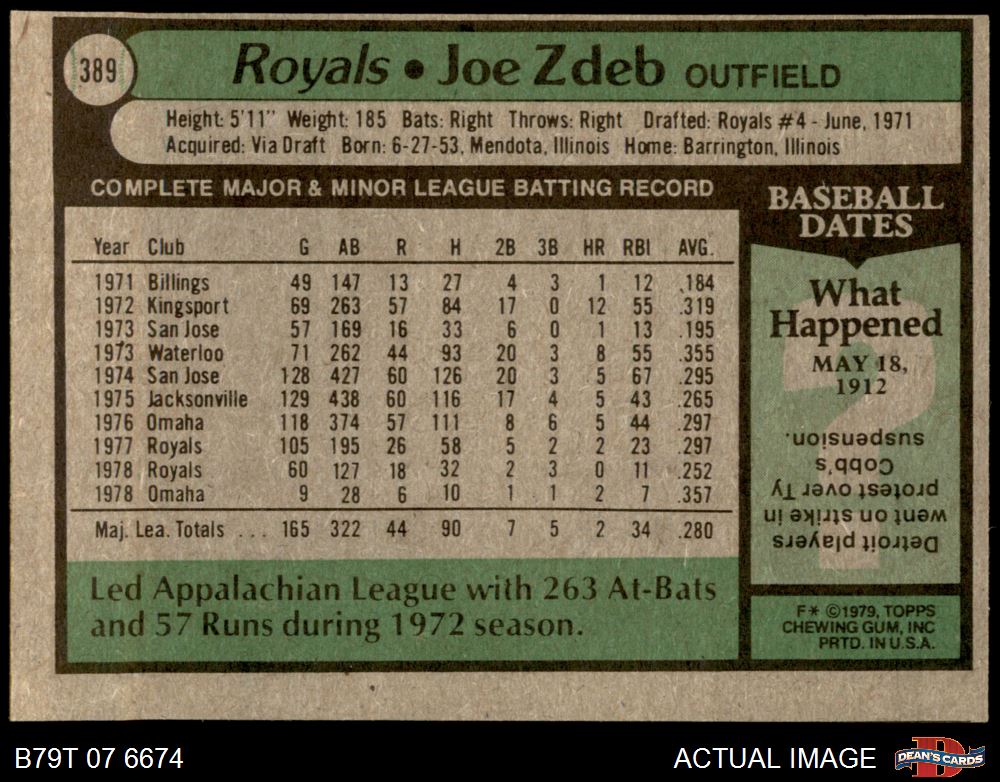 389
Royals • Joe Zdeb OUTFIELD
Height: 5'11" Weight: 185 Bats: Right Throws: Right Drafted: Royals #4 - June, 1971
Acquired: Via Draft Born: 6-27-53, Mendota, Illinois Home: Barrington, Illinois
COMPLETE MAJOR & MINOR LEAGUE BATTING RECORD
Year Club G AB R H 2B 3B HR RBI AVG.
1971 Billings 49 147 13 27 4 3 1 12 .184
1972 Kingsport 69 263 57 84 17 0 12 55 .319
1973 San Jose 57 169 16 33 6 0 1 13 .195
1973 Waterloo 71 262 44 93 20 3 8 55 .355
1974 San Jose 128 427 60 126 20 3 5 67 .295
1975 Jacksonville 129 438 60 116 17 4 5 43 .265
1976 Omaha 118 374 57 111 8 6 5 44 .297
1977 Royals 105 195 26 58 5 2 2 23 .297
1978 Royals 60 127 18 32 2 3 0 11 .252
1978 Omaha 9 28 6 10 1 1 2 7 .357
Maj. Lea. Totals ... 165 322 44 90 7 5 2 34 .280
Led Appalachian League with 263 At-Bats
and 57 Runs during 1972 season.
BASEBALL
DATES
What
Happened
MAY 18,
1912
?
Detroit players
went on strike in
protest over Ty
Cobb's
suspension.
F* ©1979, TOPPS
CHEWING GUM, INC
PRTD. IN U.S.A.
B79T 07 6674
ACTUAL IMAGE
D
DEAN'S CARDS